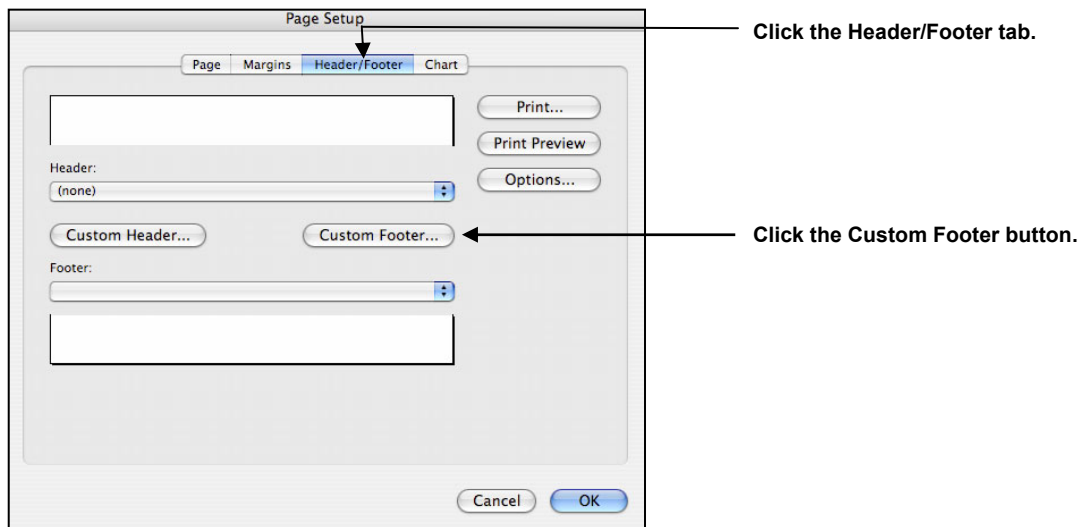 Page Setup
Click the Header/Footer tab.
Page Margins Header/Footer Chart
Print...
Print Preview
Header:
Options...
(none)
Custom Header... Custom Footer...
Click the Custom Footer button.
Footer:
Cancel OK